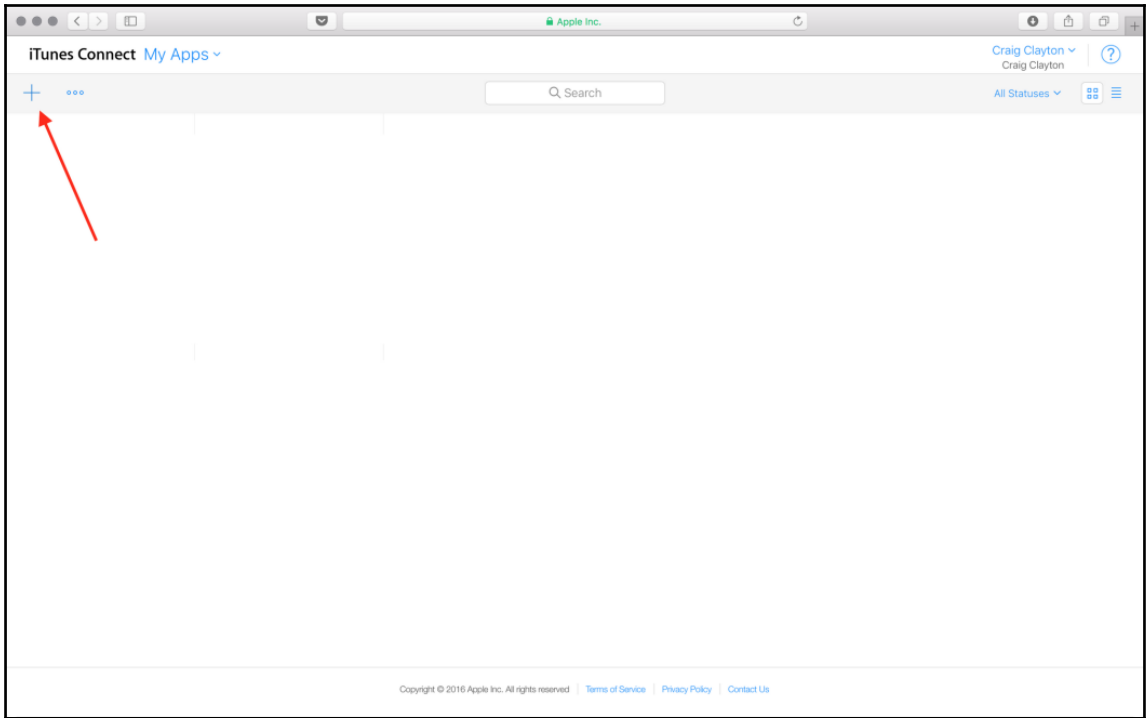 Apple Inc.
iTunes Connect My Apps
Craig Clayton
Craig Clayton
?
Search
All Statuses
Copyright © 2016 Apple Inc. All rights reserved Terms of Service Privacy Policy Contact Us